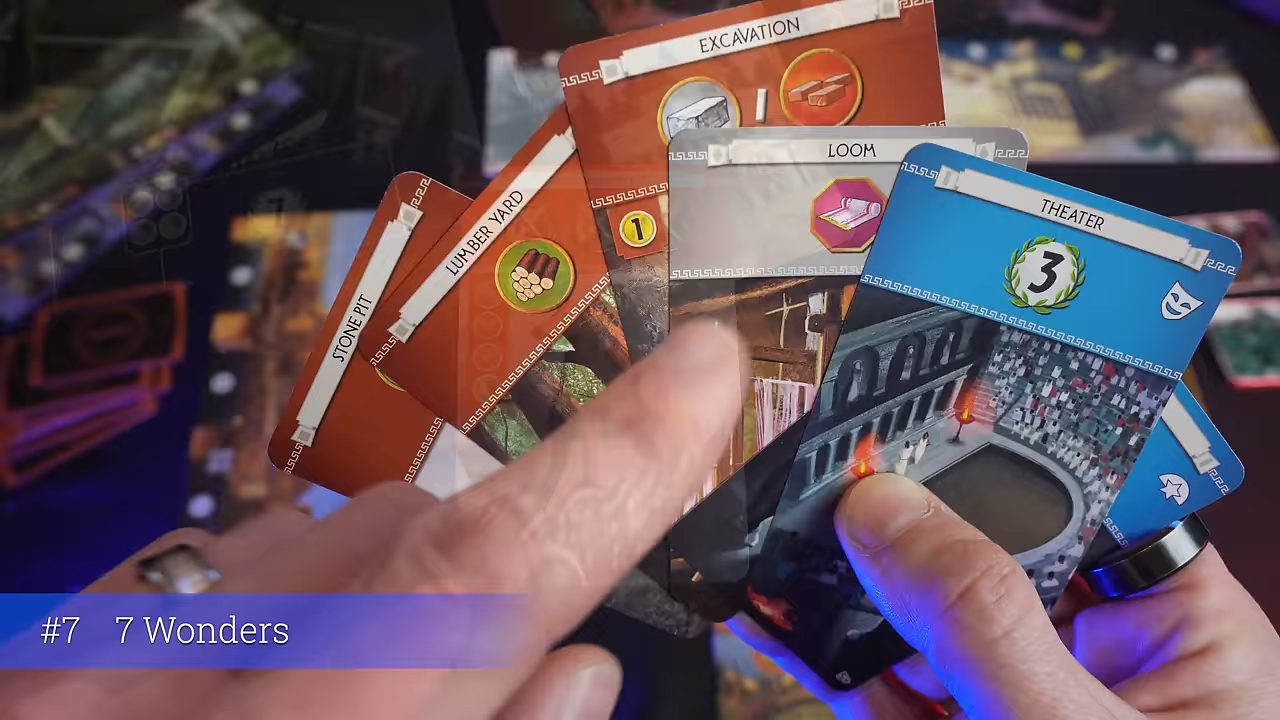 EXCAVATION
LOOM
THEATER
3
LUMBER YARD
1
STONE PIT
#7 7 Wonders